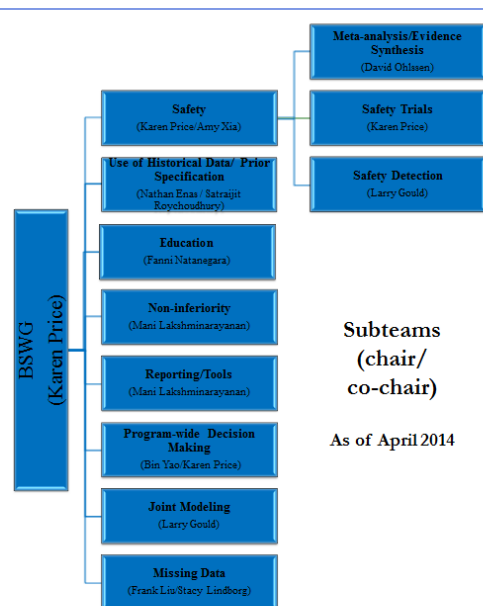 Meta-analysis/Evidence
Synthesis
(David Ohlssen)
Safety
(Karen Price/Amy Xia)
Safety Trials
(Karen Price)
Use of Historical Data/ Prior
Specification
(Nathan Enas / Satraijit
Roychoudhury)
Safety Detection
(Larry Gould)
Education
(Fanni Natanegara)
BSWG
(Karen Price)
Non-inferiority
(Mani Lakshminarayanan)
Reporting/Tools
(Mani Lakshminarayanan)
Program-wide Decision
Making
(Bin Yao/Karen Price)
Joint Modeling
(Larry Gould)
Missing Data
(Frank Liu/Stacy Lindborg)
Subteams
(chair/
co-chair)
As of April 2014